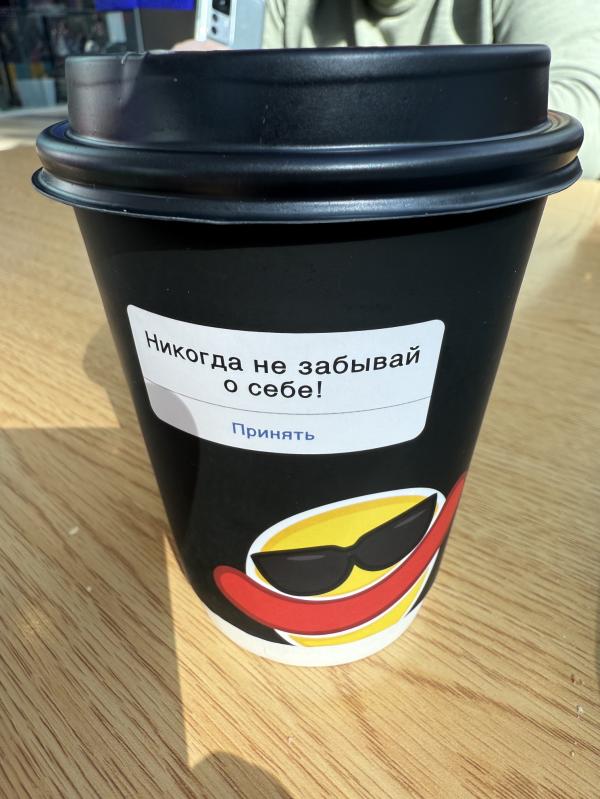 Никогда не забывай
о себе!
Принять